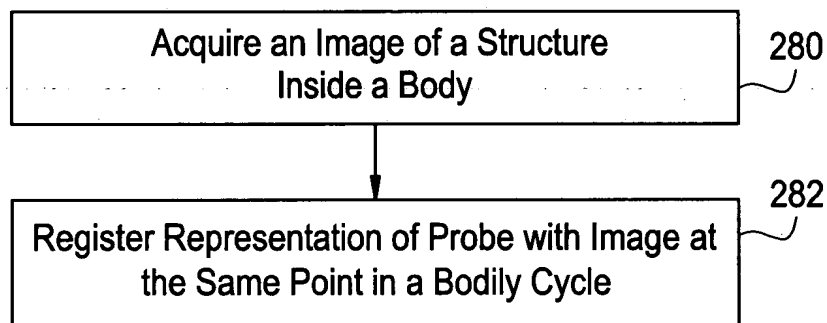 Acquire an Image of a Structure
Inside a Body
280
Register Representation of Probe with Image at
the Same Point in a Bodily Cycle
282